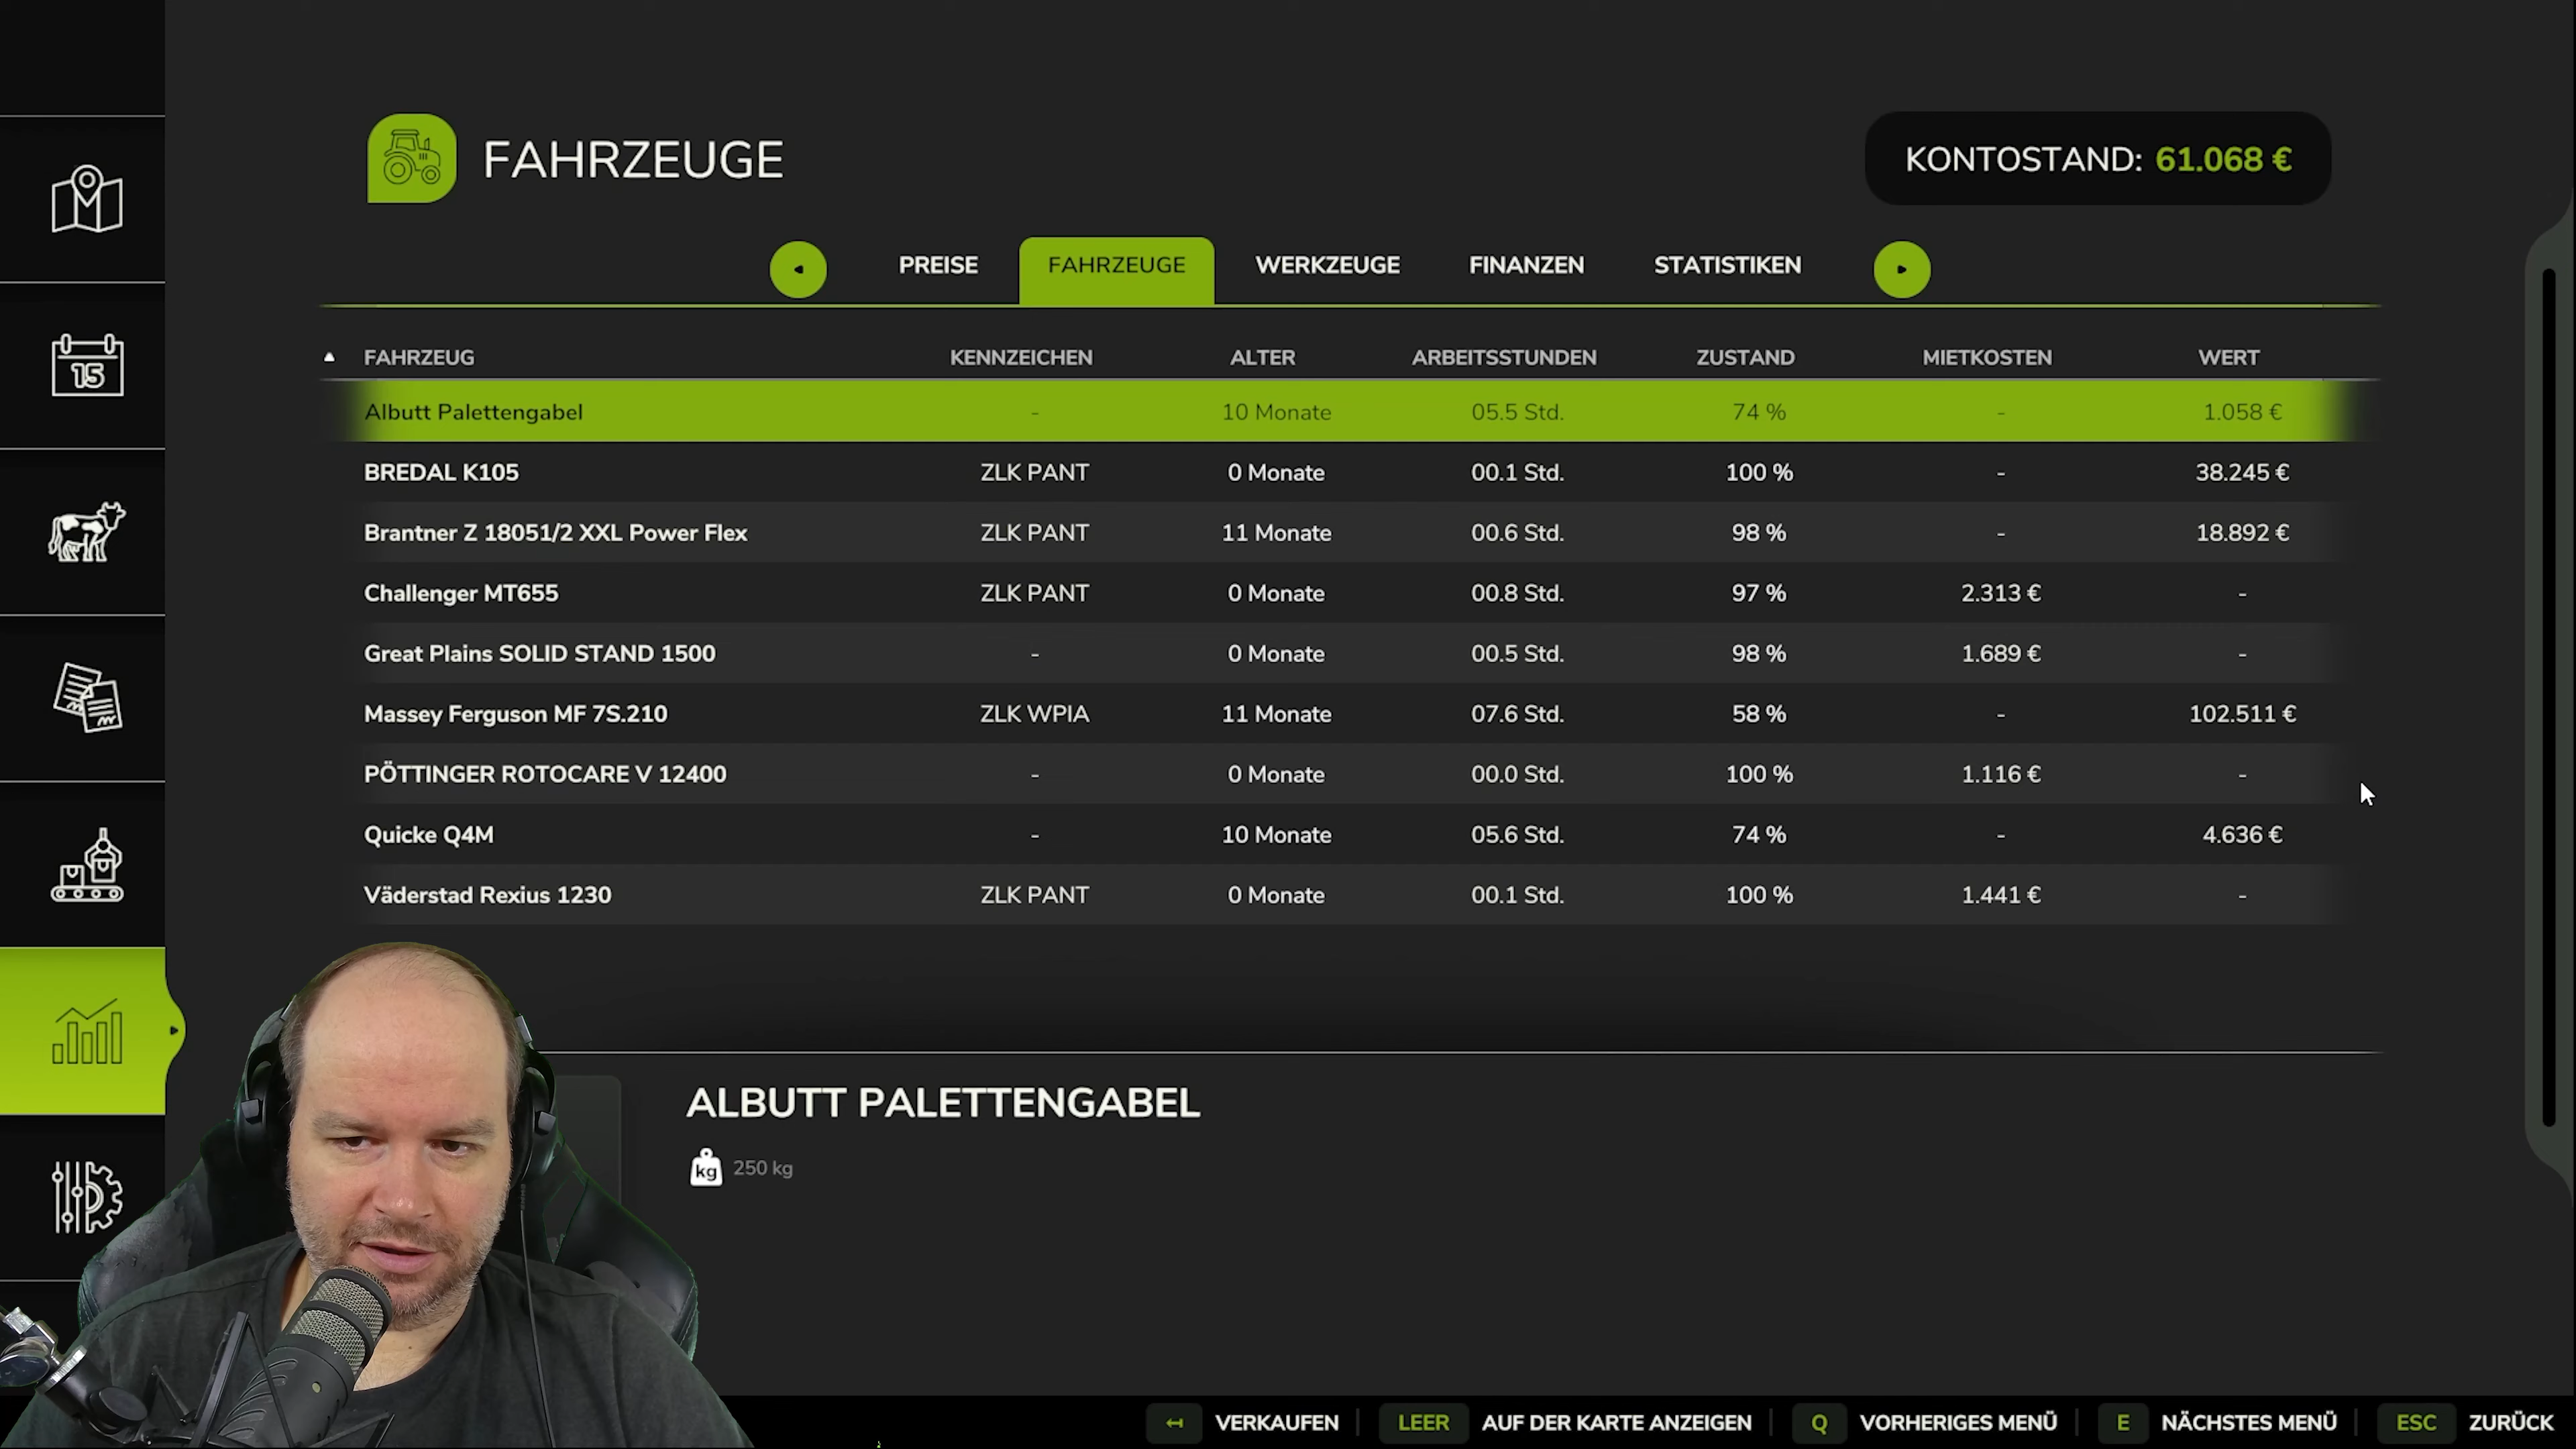 FAHRZEUGE
KONTOSTAND: 61.068 €
PREISE FAHRZEUGE WERKZEUGE FINANZEN STATISTIKEN
FAHRZEUG KENNZEICHEN ALTER ARBEITSSTUNDEN ZUSTAND MIETKOSTEN WERT
Albutt Palettengabel - 10 Monate 05.5 Std. 74 % - 1.058 €
BREDAL K105 ZLK PANT 0 Monate 00.1 Std. 100 % - 38.245 €
Brantner Z 18051/2 XXL Power Flex ZLK PANT 11 Monate 00.6 Std. 98 % - 18.892 €
Challenger MT655 ZLK PANT 0 Monate 00.8 Std. 97 % 2.313 € -
Great Plains SOLID STAND 1500 - 0 Monate 00.5 Std. 98 % 1.689 € -
Massey Ferguson MF 7S.210 ZLK WPIA 11 Monate 07.6 Std. 58 % - 102.511 €
PÖTTINGER ROTOCARE V 12400 - 0 Monate 00.0 Std. 100 % 1.116 € -
Quicke Q4M - 10 Monate 05.6 Std. 74 % - 4.636 €
Väderstad Rexius 1230 ZLK PANT 0 Monate 00.1 Std. 100 % 1.441 € -
15
ALBUTT PALETTENGABEL
kg 250 kg
VERKAUFEN LEER AUF DER KARTE ANZEIGEN Q VORHERIGES MENÜ E NÄCHSTES MENÜ ESC ZURÜCK